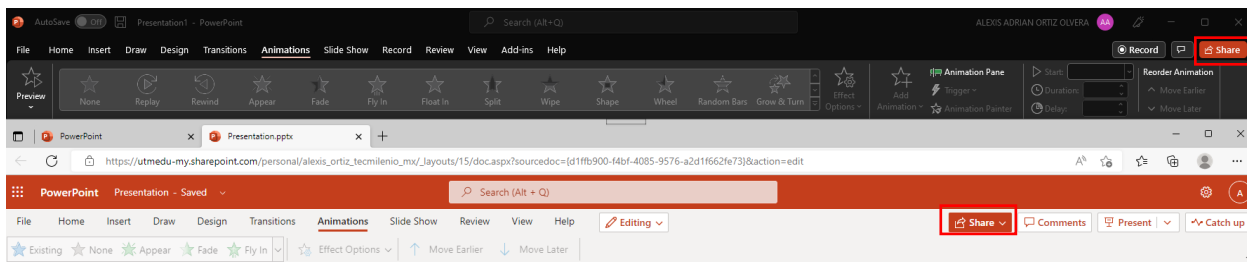 AutoSave Off Presentation1 - PowerPoint Search (Alt+Q) ALEXIS ADRIAN ORTIZ OLVERA AA
File Home Insert Draw Design Transitions Animations Slide Show Record Review View Add-ins Help Record Share
Preview None Replay Rewind Appear Fade Fly In Float In Split Wipe Shape Wheel Random Bars Grow & Turn Effect Options Add Animation Animation Pane Trigger Animation Painter Start: Duration: Delay: Reorder Animation Move Earlier Move Later
PowerPoint Presentation.pptx
https://utmedu-my.sharepoint.com/personal/alexis_ortiz_tecmilenio_mx/_layouts/15/doc.aspx?sourcedoc={d1ffb900-f4bf-4085-9576-a2d1f662fe73}&action=edit
PowerPoint Presentation - Saved Search (Alt + Q) A
File Home Insert Draw Design Transitions Animations Slide Show Review View Help Editing Share Comments Present Catch up
Existing None Appear Fade Fly In Effect Options Move Earlier Move Later